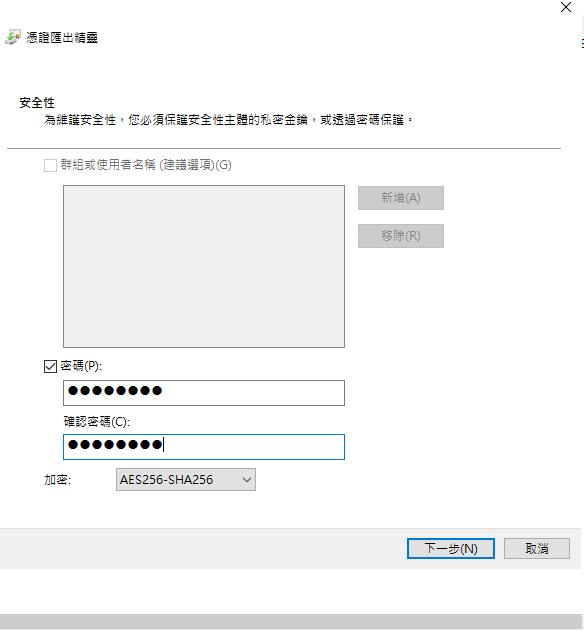 憑證匯出精靈
安全性
為維護安全性，您必須保護安全性主體的私密金鑰，或透過密碼保護。
群組或使用者名稱 (建議選項)(G)
新增(A)
移除(R)
密碼(P):
●●●●●●●●
確認密碼(C):
●●●●●●●●
加密:
AES256-SHA256
下一步(N)
取消